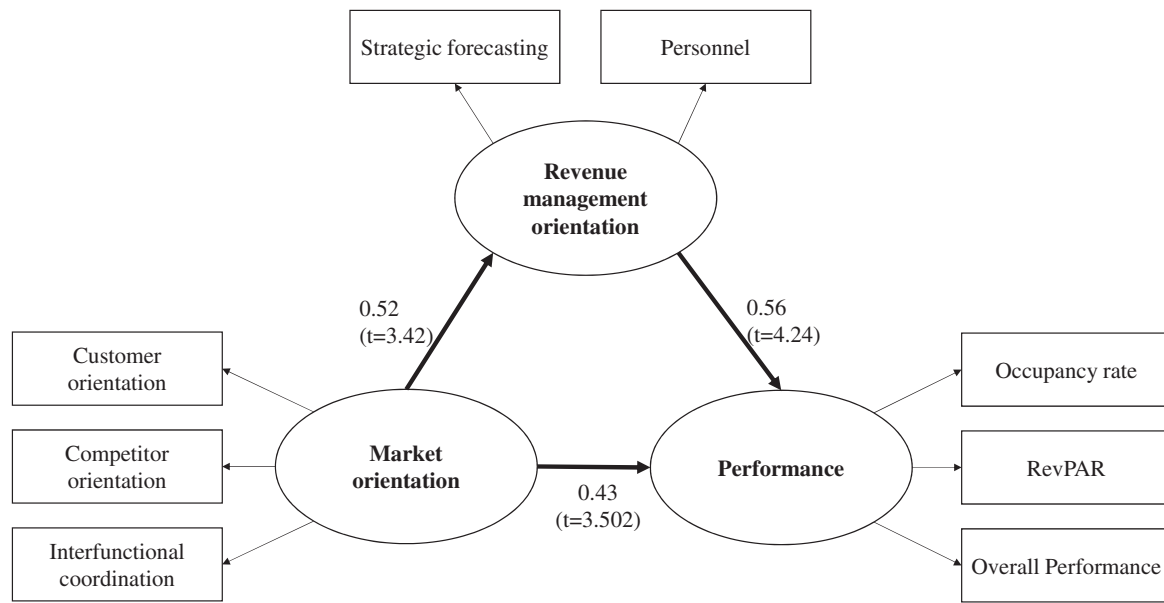 Strategic forecasting
Personnel
Revenue
management
orientation
0.52
(t=3.42)
0.56
(t=4.24)
Customer
orientation
Competitor
orientation
Interfunctional
coordination
Market
orientation
0.43
(t=3.502)
Performance
Occupancy rate
RevPAR
Overall Performance